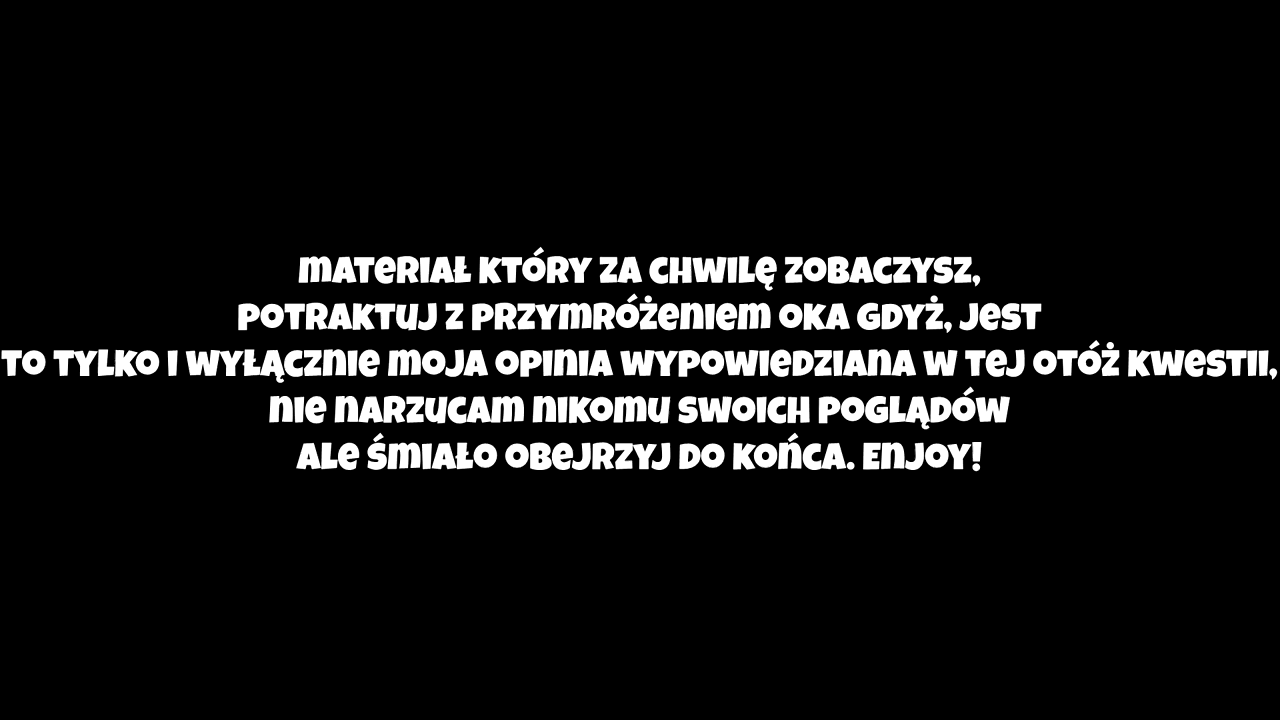 materiał który za chwilę zobaczysz,
potraktuj z przymróżeniem oka gdyż, jest
to tylko i wyłącznie moja opinia wypowiedziana w tej otóż kwestii,
nie narzucam nikomu swoich poglądów
ale śmiało obejrzyj do końca. Enjoy!